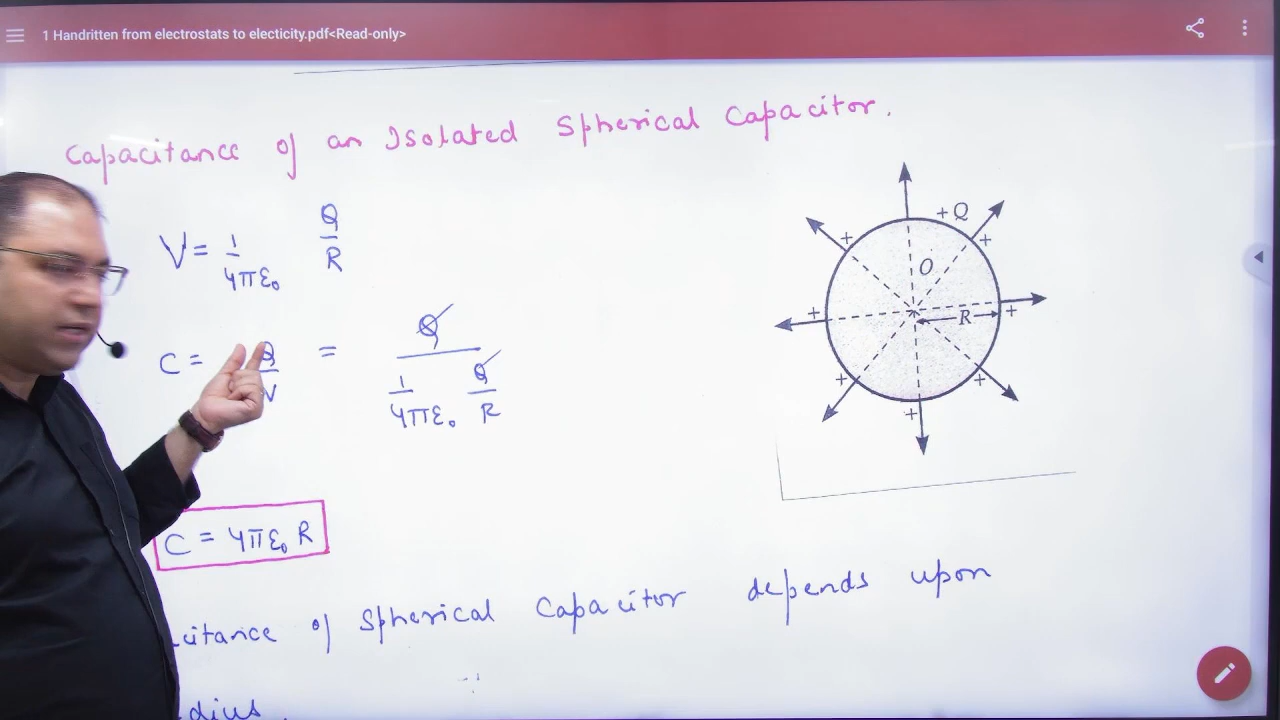 1 Handritten from electrostats to electicity.pdf<Read-only>
Capacitance of an Isolated Spherical Capacitor.
V = 1/4πε₀ Q/R
C = Q/V = Q / (1/4πε₀ Q/R)
C = 4πε₀ R
citance of Spherical Capacitor depends upon
dius.
+Q
O
R
+
+
+
+
+
+
+